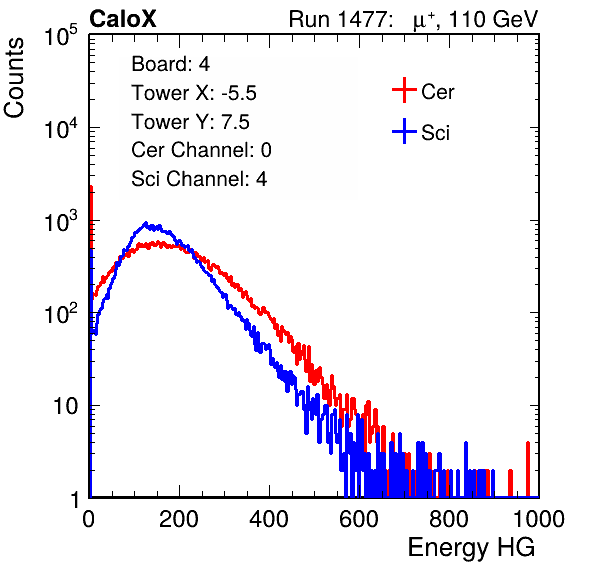 CaloX Run 1477: μ⁺, 110 GeV
Counts
Board: 4
Tower X: -5.5
Tower Y: 7.5
Cer Channel: 0
Sci Channel: 4
Cer
Sci
10⁵
10⁴
10³
10²
10
1
0 200 400 600 800 1000
Energy HG